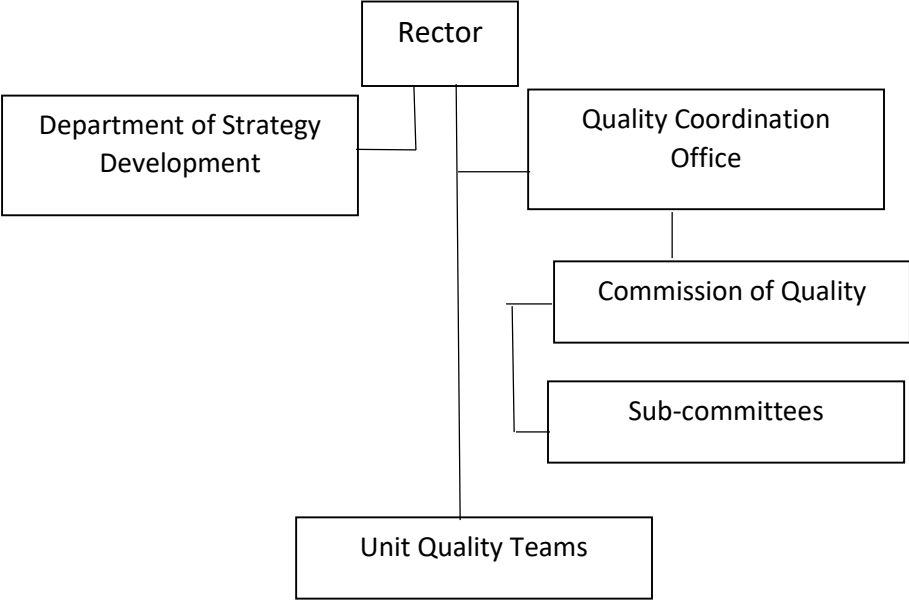 Rector
Department of Strategy
Development
Quality Coordination
Office
Commission of Quality
Sub-committees
Unit Quality Teams